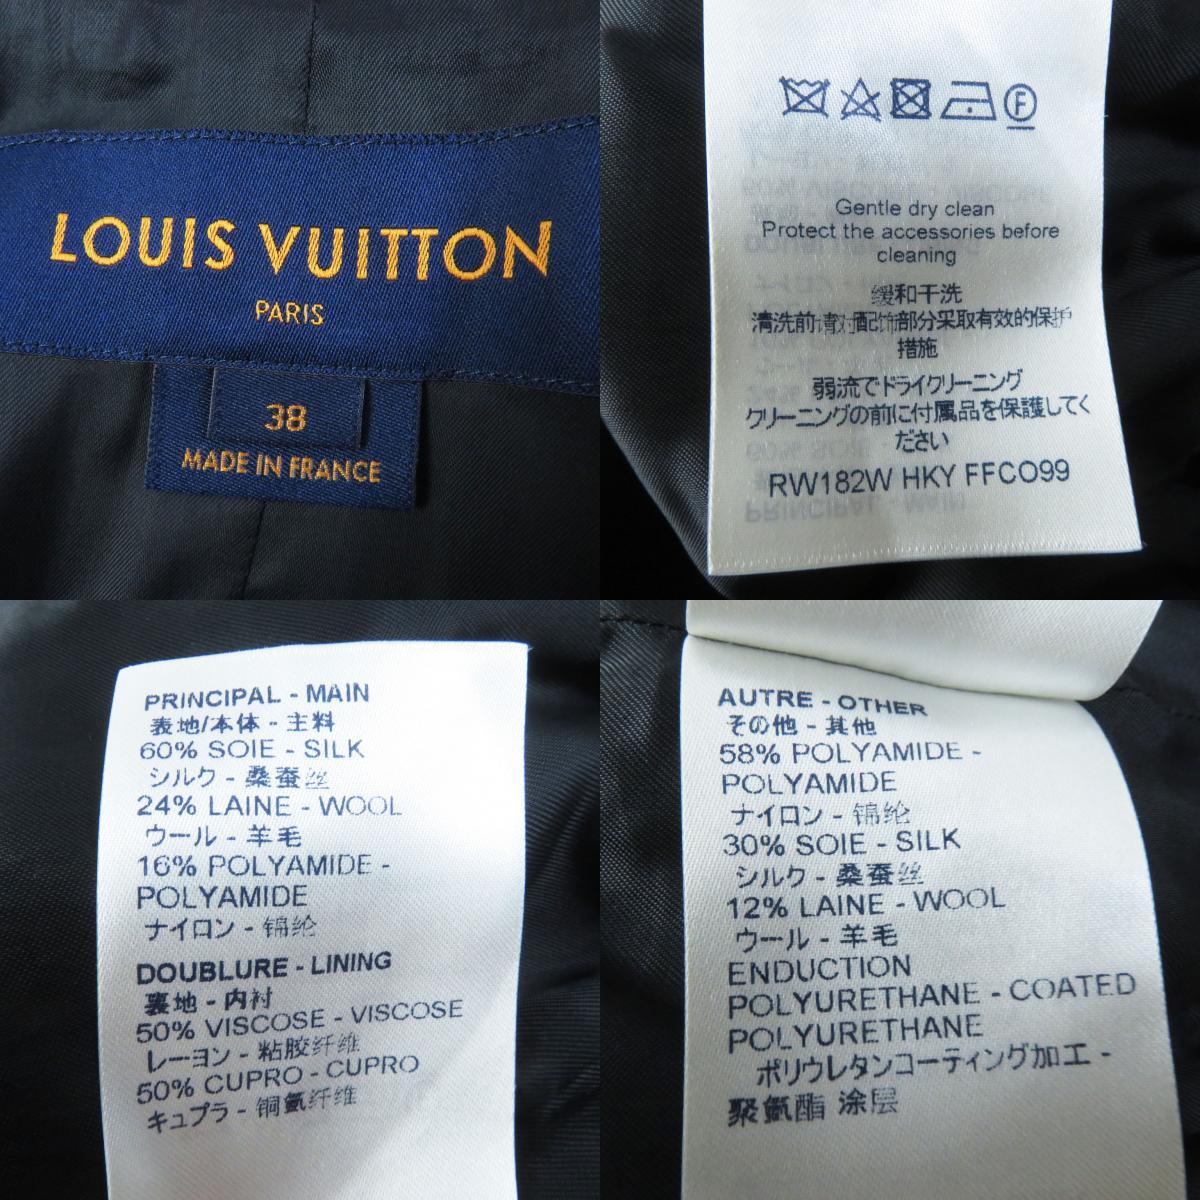 LOUIS VUITTON
PARIS
38
MADE IN FRANCE
F
Gentle dry clean
Protect the accessories before
cleaning
缓和干洗
清洗前请对配饰部分采取有效的保护
措施
弱流でドライクリーニング
クリーニングの前に付属品を保護してく
ださい
RW182W HKY FFCO99
PRINCIPAL - MAIN
表地/本体 - 主料
60% SOIE - SILK
シルク - 桑蚕丝
24% LAINE - WOOL
ウール - 羊毛
16% POLYAMIDE -
POLYAMIDE
ナイロン - 锦纶
DOUBLURE - LINING
裏地 - 内衬
50% VISCOSE - VISCOSE
レーヨン - 粘胶纤维
50% CUPRO - CUPRO
キュプラ - 铜氨纤维
AUTRE - OTHER
その他 - 其他
58% POLYAMIDE -
POLYAMIDE
ナイロン - 锦纶
30% SOIE - SILK
シルク - 桑蚕丝
12% LAINE - WOOL
ウール - 羊毛
ENDUCTION
POLYURETHANE - COATED
POLYURETHANE
ポリウレタンコーティング加工 -
聚氨酯 涂层